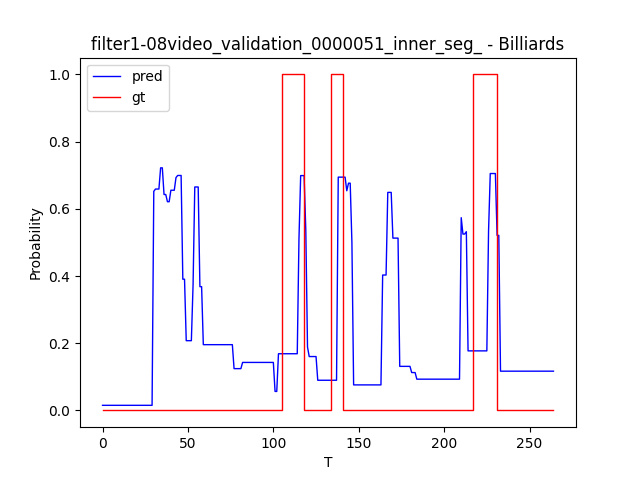 filter1-08video_validation_0000051_inner_seg_ - Billiards
pred
gt
1.0
0.8
0.6
0.4
0.2
0.0
Probability
0
50
100
150
200
250
T